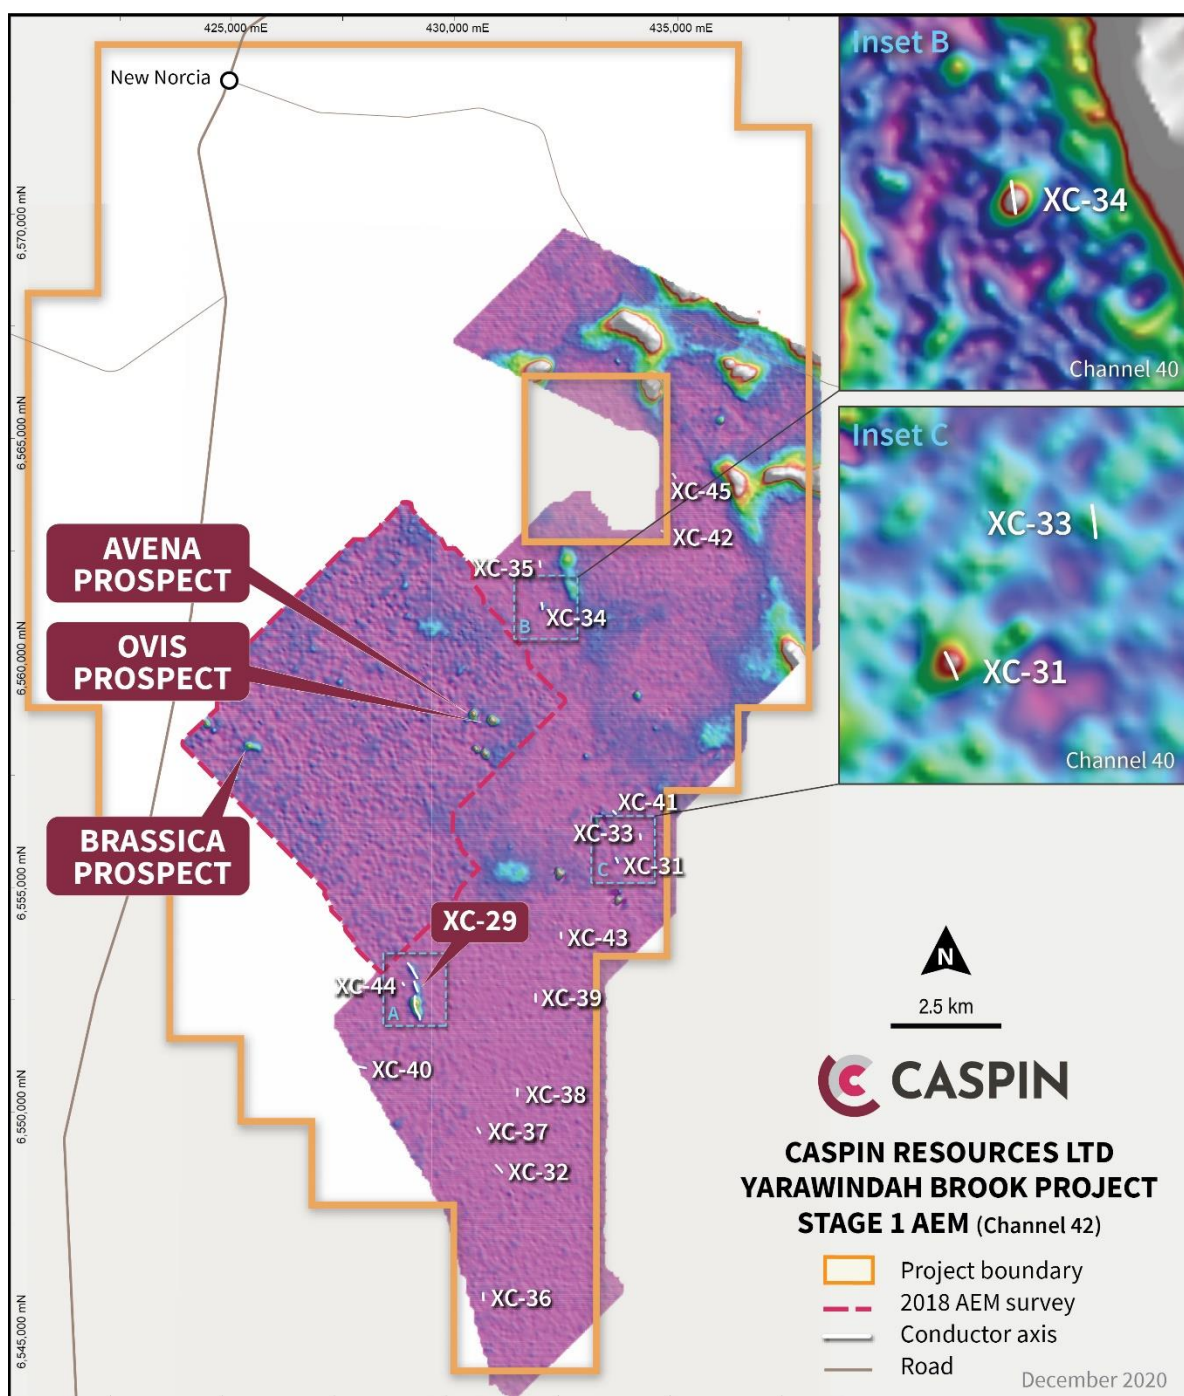 425,000 mE
430,000 mE
435,000 mE
New Norcia
6,570,000 mN
6,565,000 mN
6,560,000 mN
6,555,000 mN
6,550,000 mN
6,545,000 mN
Inset B
XC-34
Channel 40
Inset C
XC-33
XC-31
Channel 40
XC-45
XC-42
XC-35
XC-34
B
AVENA
PROSPECT
OVIS
PROSPECT
BRASSICA
PROSPECT
XC-41
XC-33
XC-31
C
XC-29
XC-43
XC-44
XC-39
A
XC-40
XC-38
XC-37
XC-32
XC-36
N
2.5 km
CASPIN
CASPIN RESOURCES LTD
YARAWINDAH BROOK PROJECT
STAGE 1 AEM (Channel 42)
Project boundary
2018 AEM survey
Conductor axis
Road
December 2020